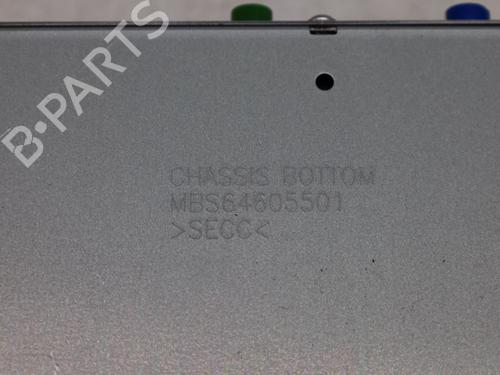 B-PARTS
CHASSIS BOTTOM
MBS64605501
>SECC<